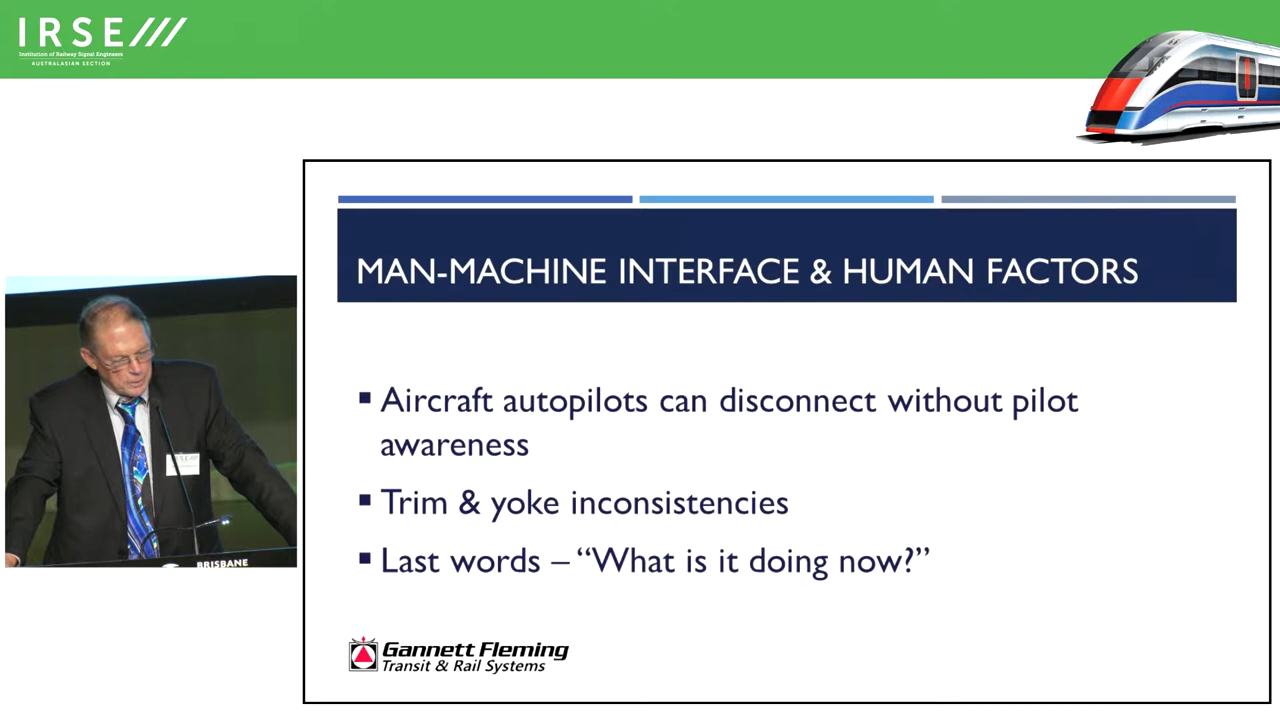 IRSE///
Institution of Railway Signal Engineers
AUSTRALASIAN SECTION
MAN-MACHINE INTERFACE & HUMAN FACTORS
▪ Aircraft autopilots can disconnect without pilot
awareness
▪ Trim & yoke inconsistencies
▪ Last words – “What is it doing now?”
BRISBANE
Gannett Fleming
Transit & Rail Systems